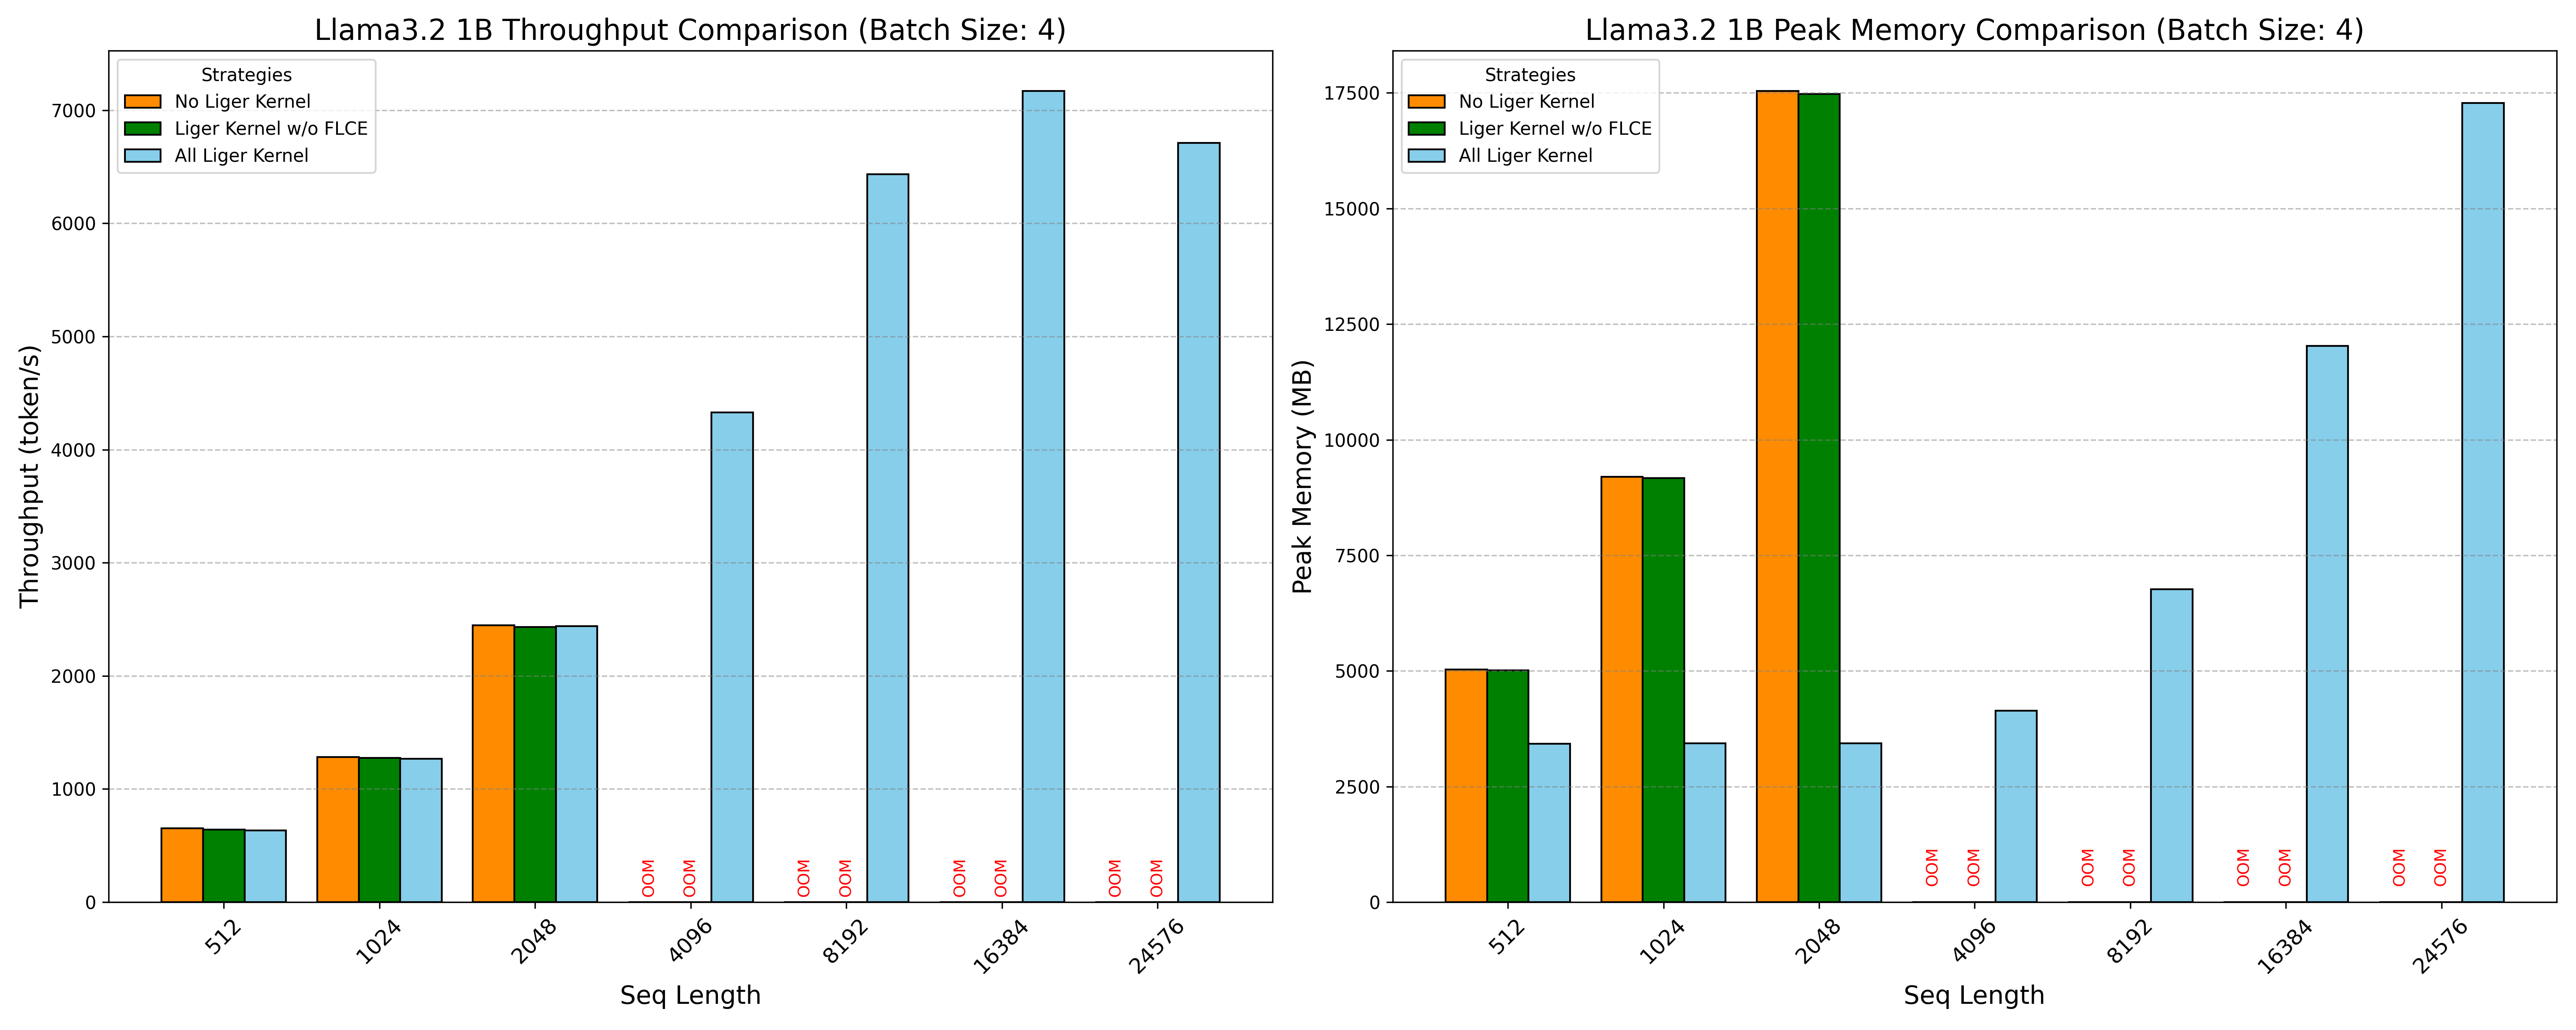 Llama3.2 1B Throughput Comparison (Batch Size: 4)
Strategies
No Liger Kernel
Liger Kernel w/o FLCE
All Liger Kernel
Throughput (token/s)
7000
6000
5000
4000
3000
2000
1000
0
OOM OOM OOM OOM OOM OOM OOM OOM
512 1024 2048 4096 8192 16384 24576
Seq Length
Llama3.2 1B Peak Memory Comparison (Batch Size: 4)
Strategies
No Liger Kernel
Liger Kernel w/o FLCE
All Liger Kernel
Peak Memory (MB)
17500
15000
12500
10000
7500
5000
2500
0
OOM OOM OOM OOM OOM OOM OOM OOM
512 1024 2048 4096 8192 16384 24576
Seq Length